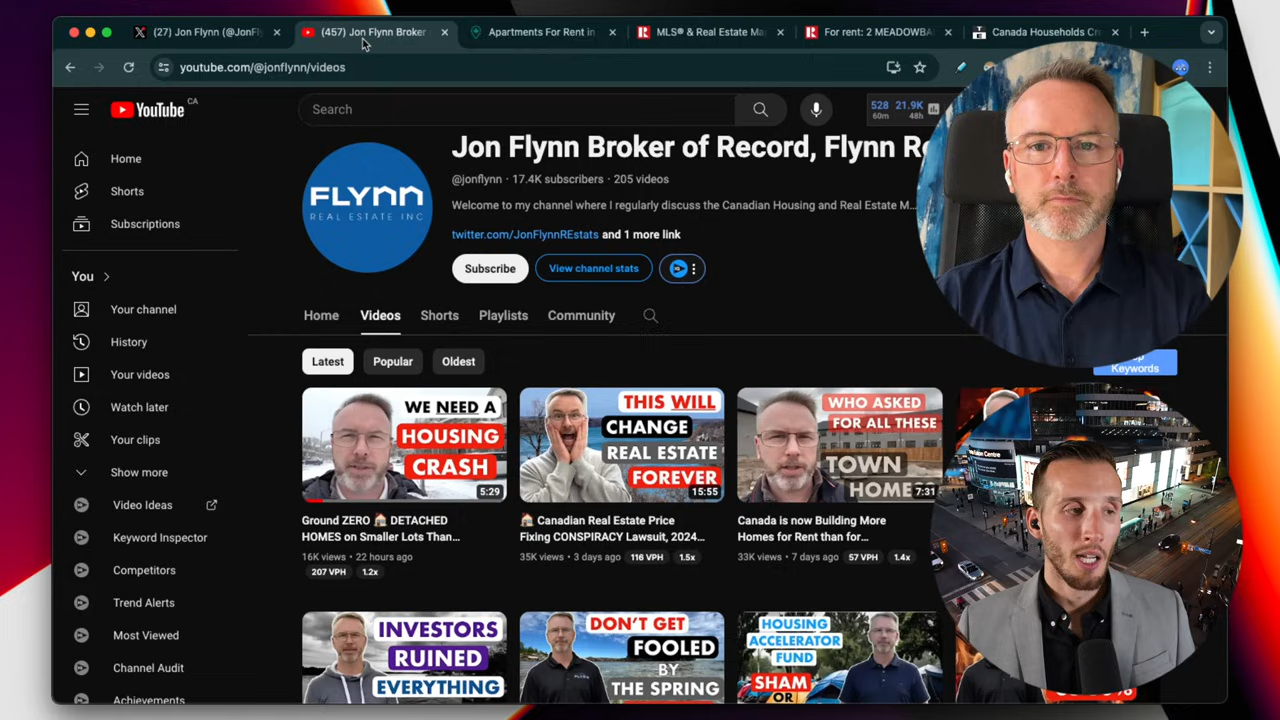 (27) Jon Flynn (@JonFl
(457) Jon Flynn Broker
Apartments For Rent in
MLS® & Real Estate Ma
For rent: 2 MEADOWBA
Canada Households Cr
youtube.com/@jonflynn/videos
YouTube
CA
Search
528 21.9K
60m 48h
Home
Shorts
Subscriptions
You
Your channel
History
Your videos
Watch later
Your clips
Show more
Video Ideas
Keyword Inspector
Competitors
Trend Alerts
Most Viewed
Channel Audit
Achievements
FLYNN
REAL ESTATE INC
Jon Flynn Broker of Record, Flynn Re
@jonflynn · 17.4K subscribers · 205 videos
Welcome to my channel where I regularly discuss the Canadian Housing and Real Estate M...
twitter.com/JonFlynnREstats and 1 more link
Subscribe
View channel stats
Home
Videos
Shorts
Playlists
Community
Latest
Popular
Oldest
Keywords
WE NEED A
HOUSING
CRASH
5:29
Ground ZERO 🏠 DETACHED
HOMES on Smaller Lots Than...
16K views · 22 hours ago
207 VPH 1.2x
THIS WILL
CHANGE
REAL ESTATE
FOREVER
15:55
🏠 Canadian Real Estate Price
Fixing CONSPIRACY Lawsuit, 2024...
35K views · 3 days ago 116 VPH 1.5x
WHO ASKED
FOR ALL THESE
TOWN
HOMES
7:31
Canada is now Building More
Homes for Rent than for...
33K views · 7 days ago 57 VPH 1.4x
INVESTORS
RUINED
EVERYTHING
DON'T GET
FOOLED
BY
THE SPRING
HOUSING
ACCELERATOR
FUND
SHAM
OR